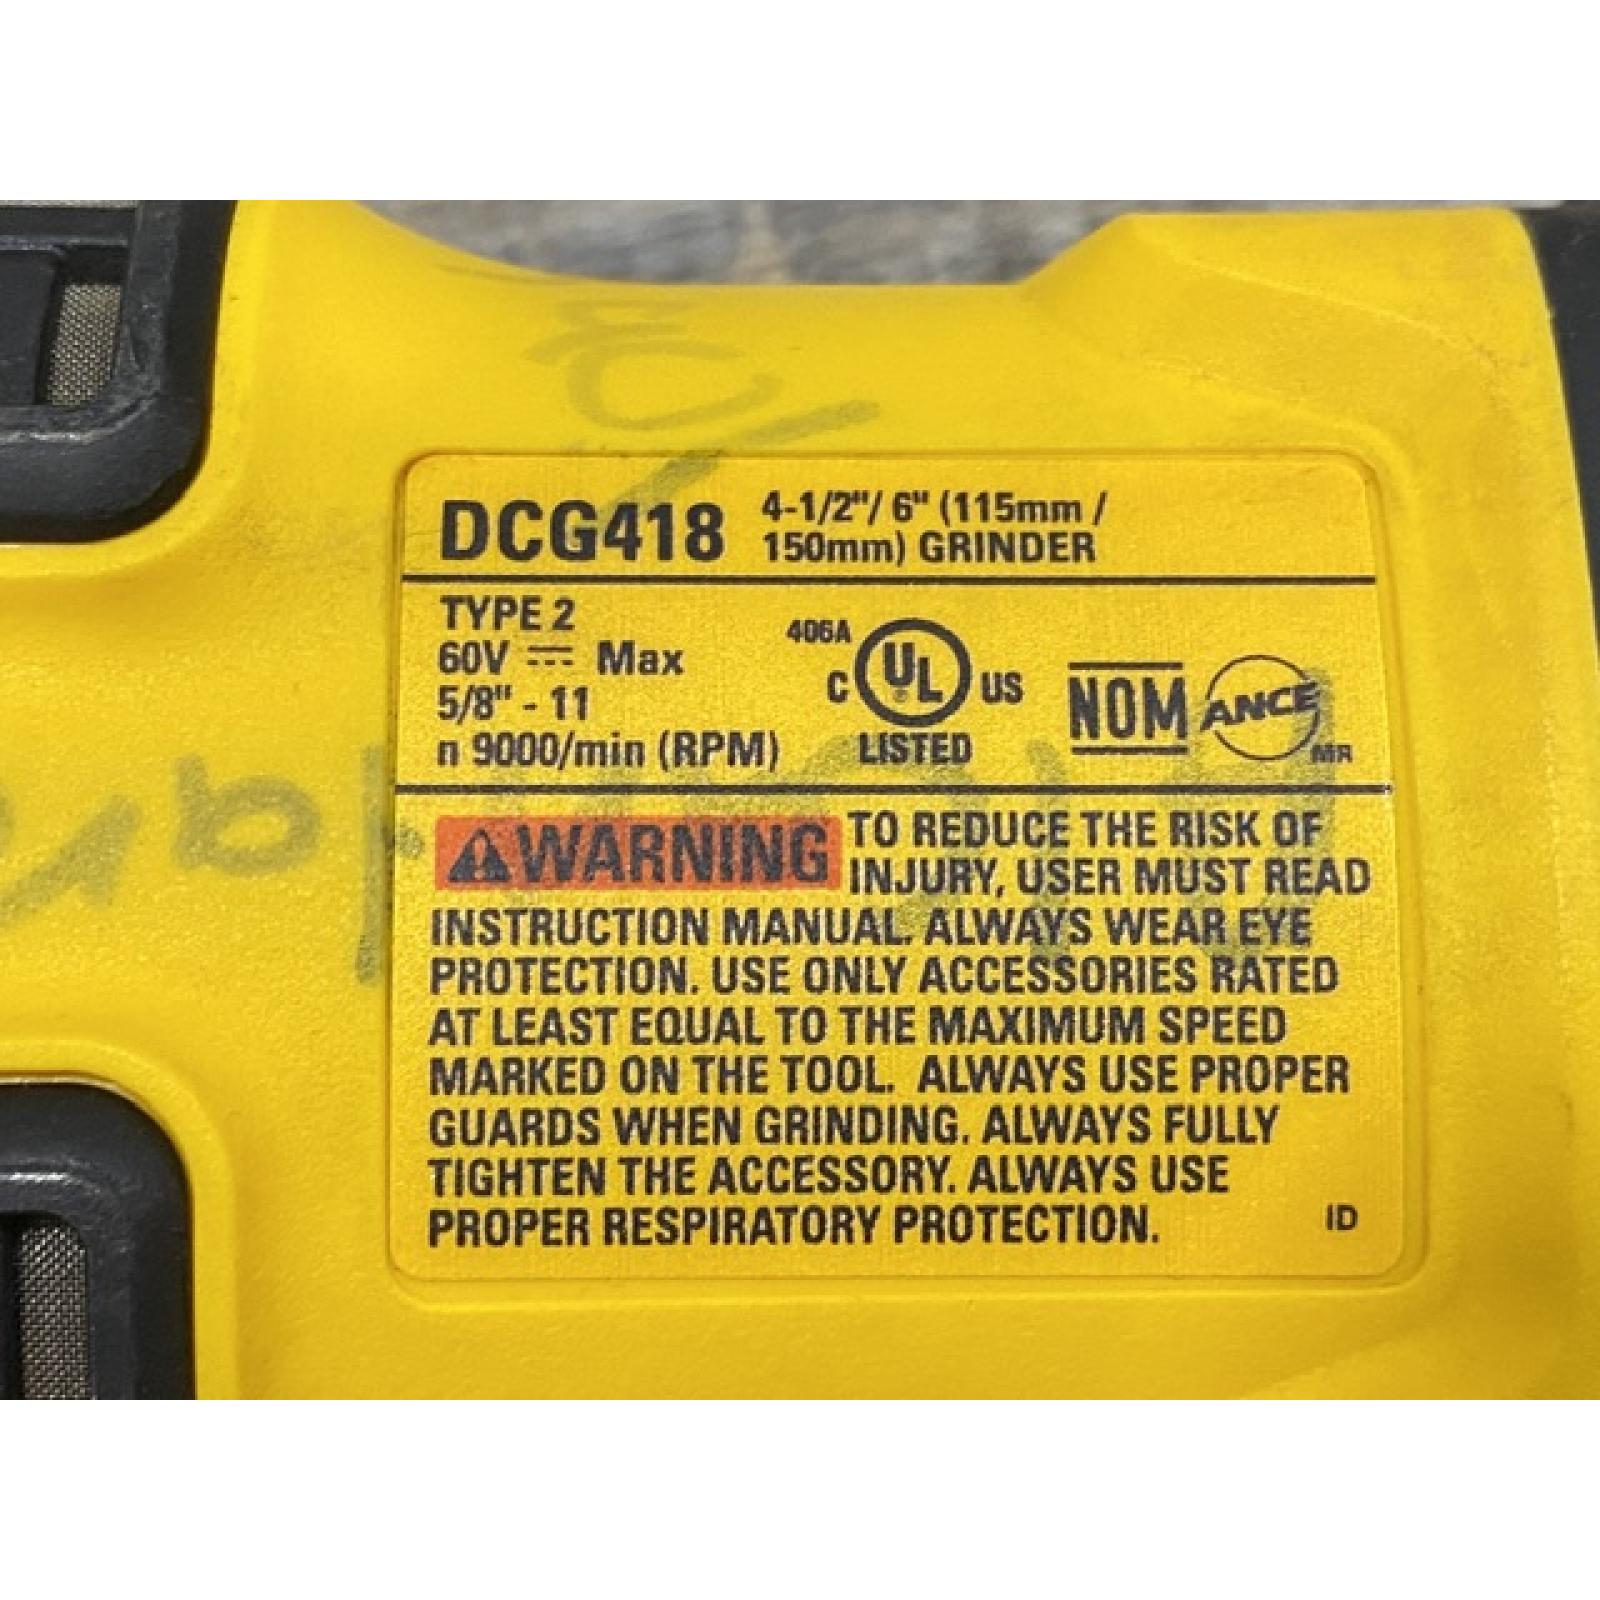 DCG418 4-1/2"/ 6" (115mm /
150mm) GRINDER
TYPE 2
60V ⎓ Max
5/8" - 11
n 9000/min (RPM)
406A
C UL ® US
LISTED
NOM
ANCE
MR
⚠WARNING TO REDUCE THE RISK OF
INJURY, USER MUST READ
INSTRUCTION MANUAL. ALWAYS WEAR EYE
PROTECTION. USE ONLY ACCESSORIES RATED
AT LEAST EQUAL TO THE MAXIMUM SPEED
MARKED ON THE TOOL. ALWAYS USE PROPER
GUARDS WHEN GRINDING. ALWAYS FULLY
TIGHTEN THE ACCESSORY. ALWAYS USE
PROPER RESPIRATORY PROTECTION.
ID